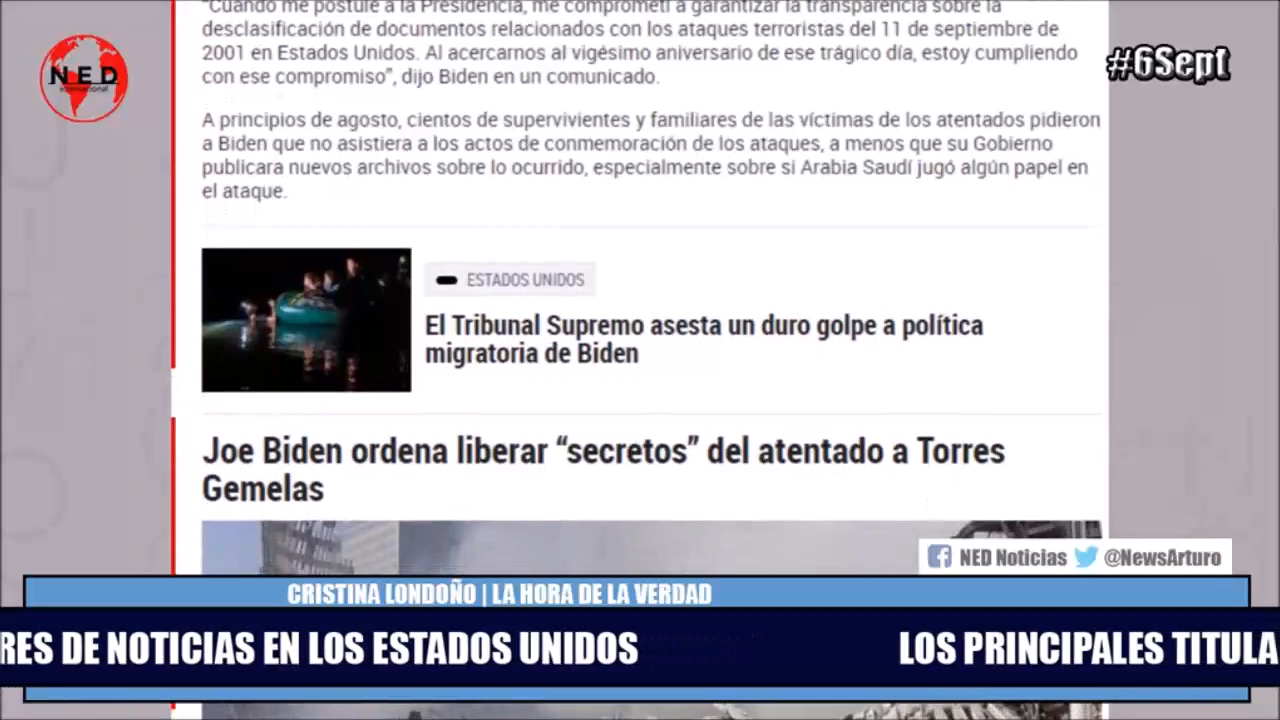 "Cuando me postulé a la Presidencia, me comprometí a garantizar la transparencia sobre la
desclasificación de documentos relacionados con los ataques terroristas del 11 de septiembre de
2001 en Estados Unidos. Al acercarnos al vigésimo aniversario de ese trágico día, estoy cumpliendo
con ese compromiso", dijo Biden en un comunicado.
N.E.D
Internacional
#6Sept
A principios de agosto, cientos de supervivientes y familiares de las víctimas de los atentados pidieron
a Biden que no asistiera a los actos de conmemoración de los ataques, a menos que su Gobierno
publicara nuevos archivos sobre lo ocurrido, especialmente sobre si Arabia Saudí jugó algún papel en
el ataque.
ESTADOS UNIDOS
El Tribunal Supremo asesta un duro golpe a política
migratoria de Biden
Joe Biden ordena liberar “secretos” del atentado a Torres
Gemelas
NED Noticias @NewsArturo
CRISTINA LONDOÑO | LA HORA DE LA VERDAD
RES DE NOTICIAS EN LOS ESTADOS UNIDOS LOS PRINCIPALES TITULA